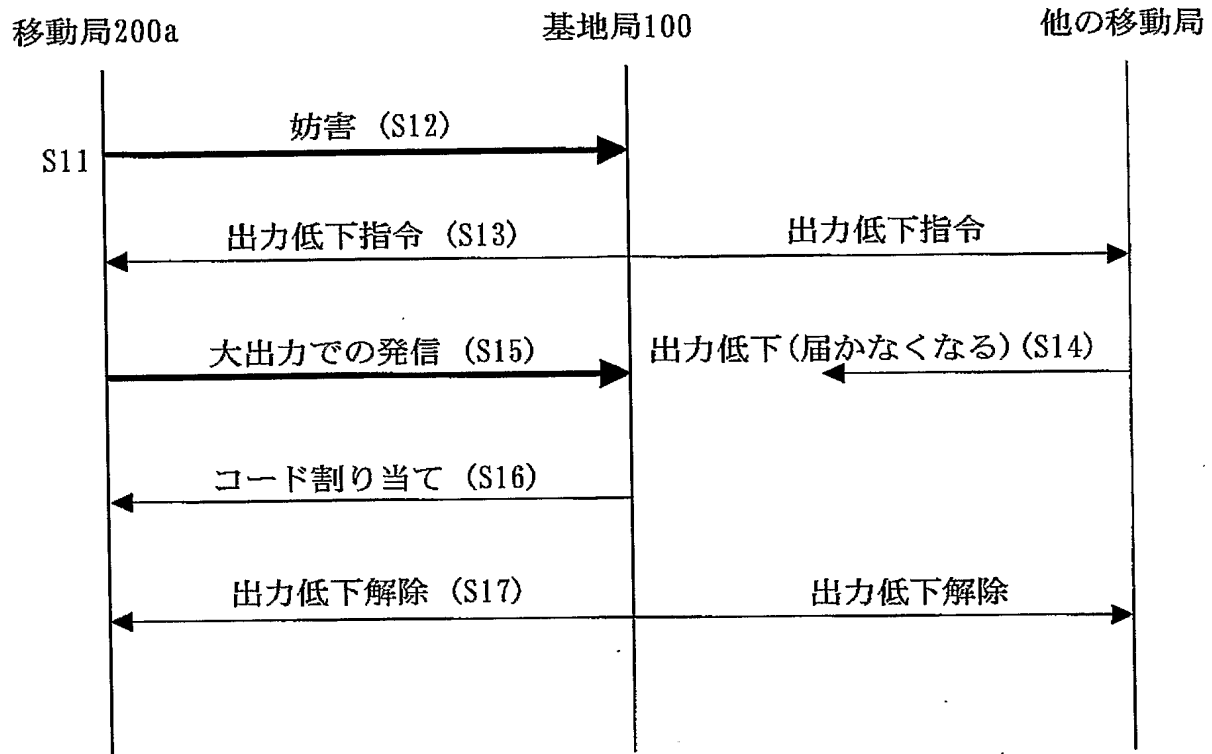 移動局200a
基地局100
他の移動局
妨害 (S12)
S11
出力低下指令 (S13)
出力低下指令
大出力での発信 (S15)
出力低下(届かなくなる)(S14)
コード割り当て (S16)
出力低下解除 (S17)
出力低下解除